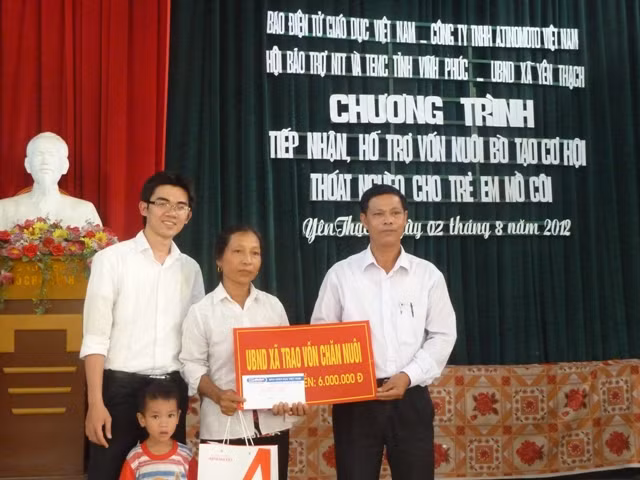 BÁO ĐIỆN TỬ GIÁO DỤC VIỆT NAM _ CÔNG TY TNHH AJINOMOTO VIỆT NAM
HỘI BẢO TRỢ NTT VÀ TEMC TỈNH VĨNH PHÚC _ UBND XÃ YÊN THẠCH
CHƯƠNG TRÌNH
TIẾP NHẬN, HỖ TRỢ VỐN NUÔI BÒ TẠO CƠ HỘI
THOÁT NGHÈO CHO TRẺ EM MỒ CÔI
Yên Thạ ày 02 tháng 8 năm 2012
UBND XÃ TRAO VỐN CHĂN NUÔI
ỀN: 6.000.000 Đ